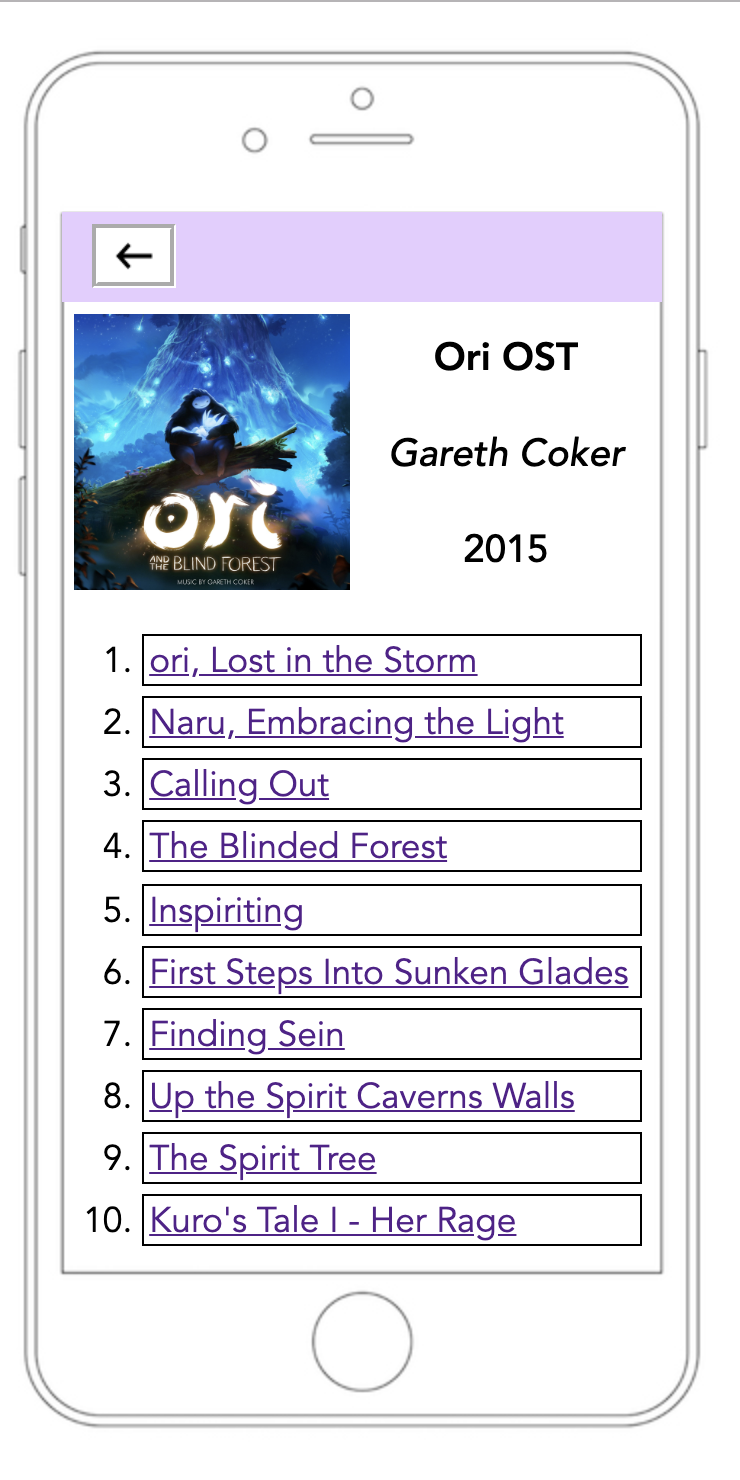 Ori OST
Gareth Coker
2015
ori
AND THE BLIND FOREST
MUSIC BY GARETH COKER
1. ori, Lost in the Storm
2. Naru, Embracing the Light
3. Calling Out
4. The Blinded Forest
5. Inspiriting
6. First Steps Into Sunken Glades
7. Finding Sein
8. Up the Spirit Caverns Walls
9. The Spirit Tree
10. Kuro's Tale I - Her Rage